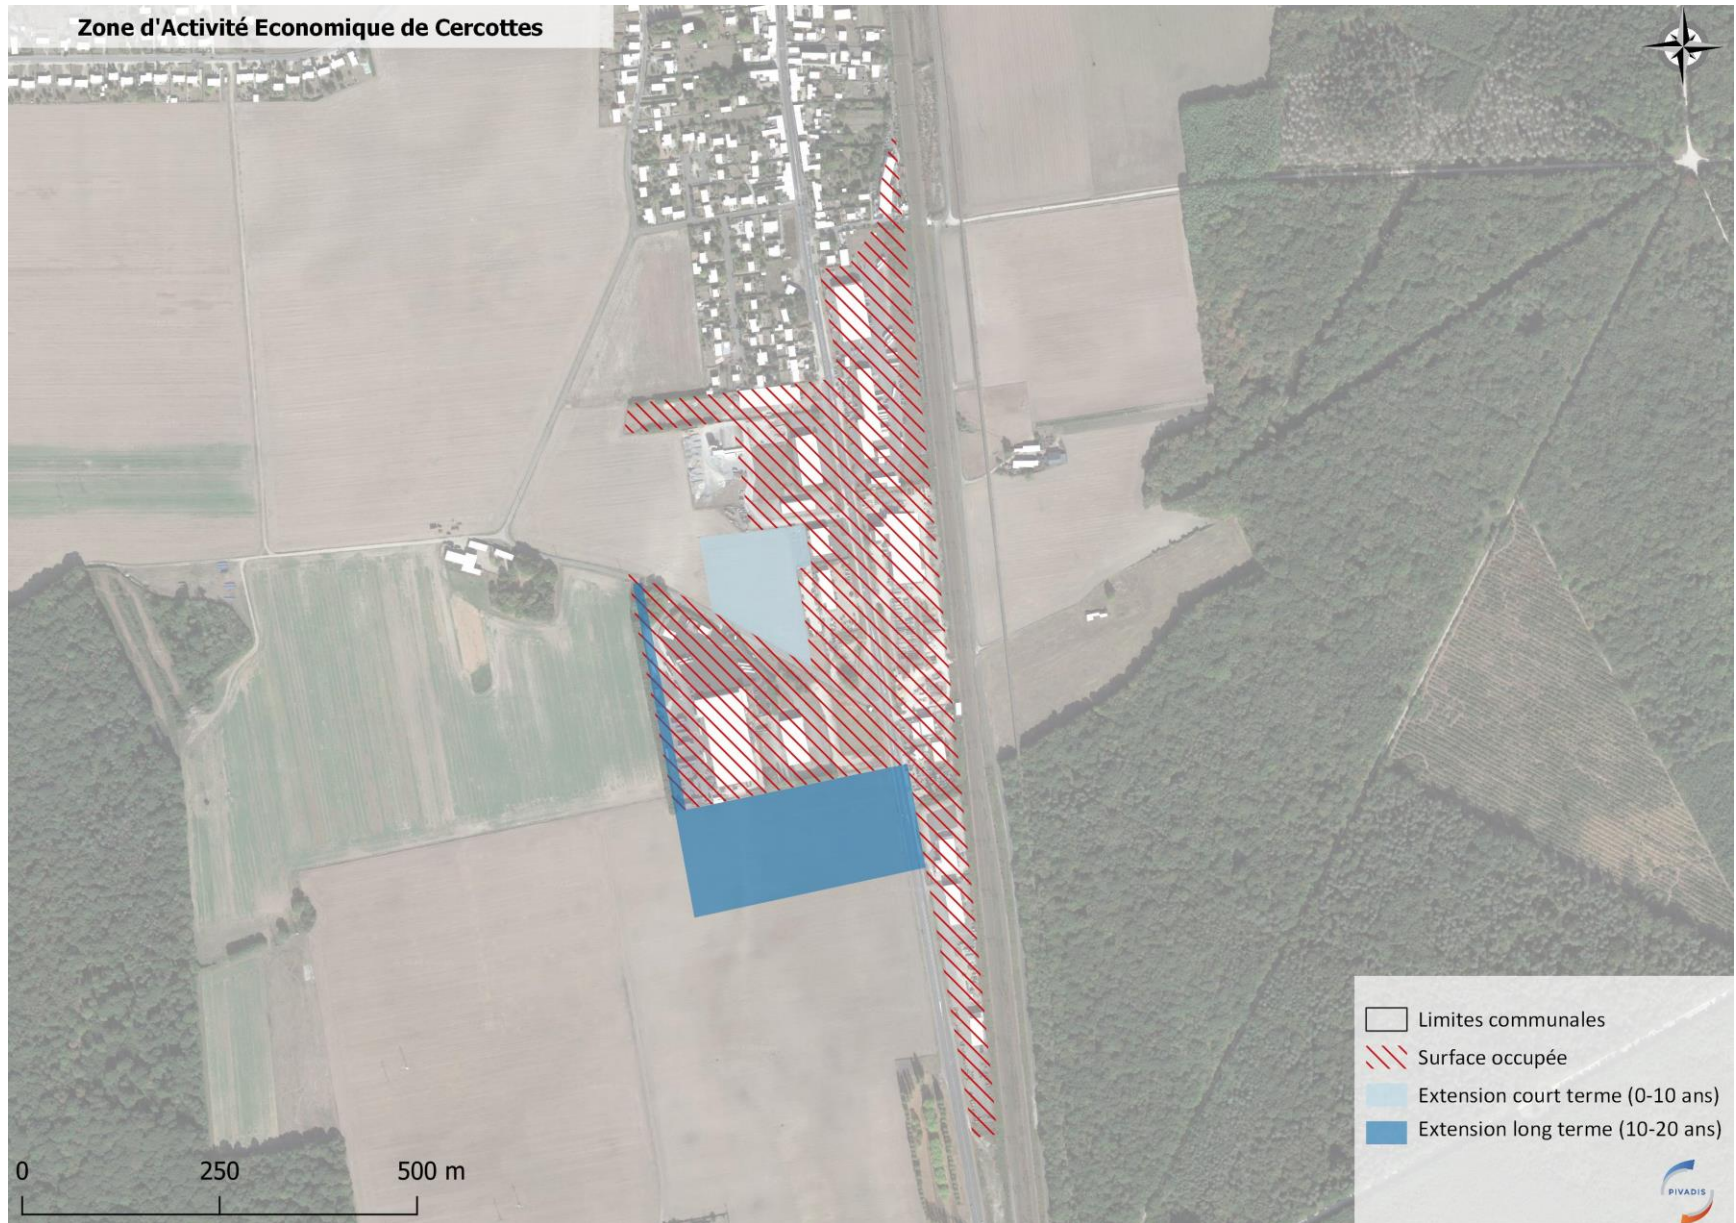 Zone d'Activité Economique de Cercottes
Limites communales
Surface occupée
Extension court terme (0-10 ans)
Extension long terme (10-20 ans)
0 250 500 m
PIVADIS